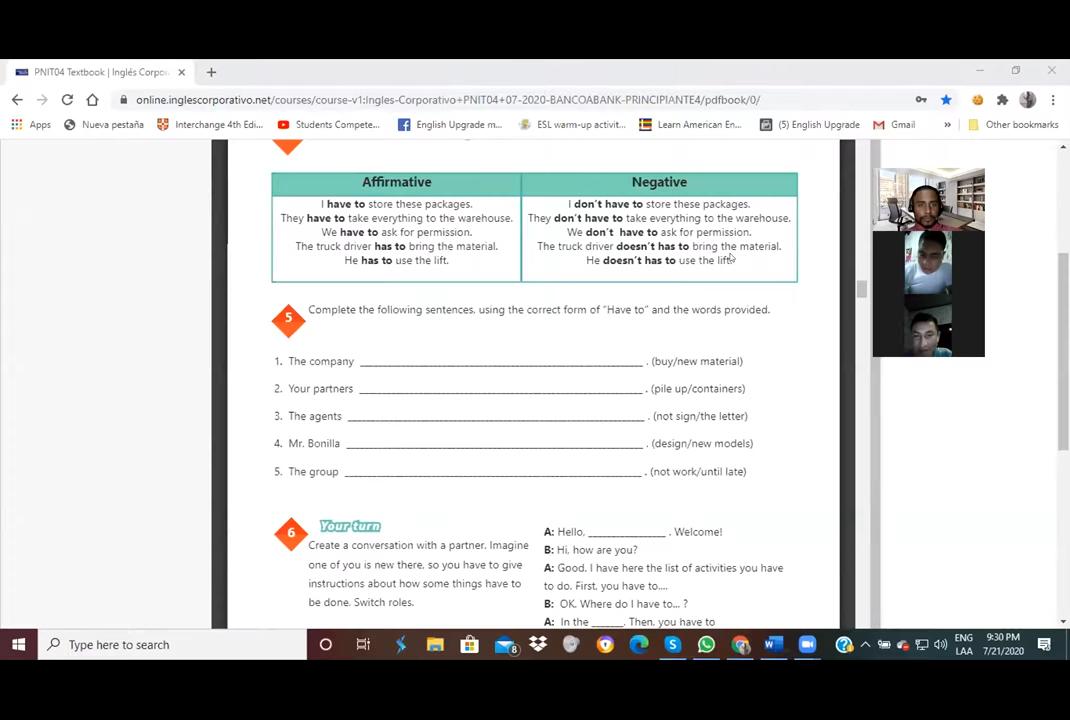 PNIT04 Textbook | Inglés Corpor
online.inglescorporativo.net/courses/course-v1:Ingles-Corporativo+PNIT04+07-2020-BANCOABANK-PRINCIPIANTE4/pdfbook/0/
Apps Nueva pestaña Interchange 4th Edi... Students Compete... English Upgrade m... ESL warm-up activit... Learn American En... (5) English Upgrade Gmail » Other bookmarks
Affirmative
I have to store these packages.
They have to take everything to the warehouse.
We have to ask for permission.
The truck driver has to bring the material.
He has to use the lift.
Negative
I don't have to store these packages.
They don't have to take everything to the warehouse.
We don't have to ask for permission.
The truck driver doesn't has to bring the material.
He doesn't has to use the lift.
5 Complete the following sentences, using the correct form of "Have to" and the words provided.
1. The company ______________________ . (buy/new material)
2. Your partners ______________________ . (pile up/containers)
3. The agents ______________________ . (not sign/the letter)
4. Mr. Bonilla ______________________ . (design/new models)
5. The group ______________________ . (not work/until late)
6 Your turn
Create a conversation with a partner. Imagine
one of you is new there, so you have to give
instructions about how some things have to
be done. Switch roles.
A: Hello, ________________ . Welcome!
B: Hi, how are you?
A: Good. I have here the list of activities you have
to do. First, you have to....
B: OK. Where do I have to... ?
A: In the ______. Then, you have to
Type here to search
8
ENG
LAA
9:30 PM
7/21/2020